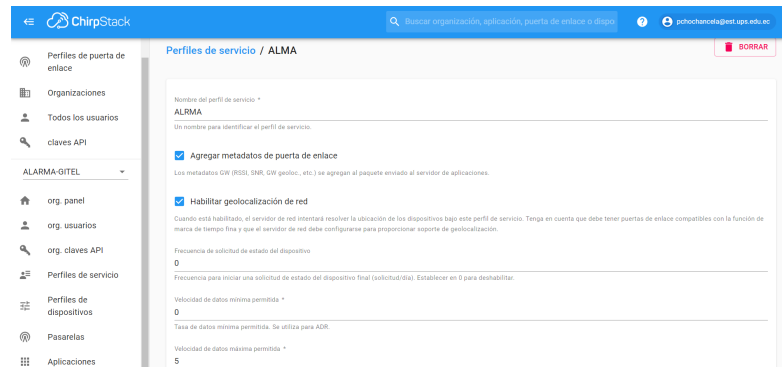 ChirpStack
Buscar organización, aplicación, puerta de enlace o dispo
?
pchochancela@est.ups.edu.ec
Perfiles de puerta de
enlace
Organizaciones
Todos los usuarios
claves API
ALARMA-GITEL
org. panel
org. usuarios
org. claves API
Perfiles de servicio
Perfiles de
dispositivos
Pasarelas
Aplicaciones
Perfiles de servicio / ALMA
BORRAR
Nombre del perfil de servicio *
ALRMA
Un nombre para identificar el perfil de servicio.
Agregar metadatos de puerta de enlace
Los metadatos GW (RSSI, SNR, GW geoloc., etc.) se agregan al paquete enviado al servidor de aplicaciones.
Habilitar geolocalización de red
Cuando está habilitado, el servidor de red intentará resolver la ubicación de los dispositivos bajo este perfil de servicio. Tenga en cuenta que debe tener puertas de enlace compatibles con la función de
marca de tiempo fina y que el servidor de red debe configurarse para proporcionar soporte de geolocalización.
Frecuencia de solicitud de estado del dispositivo
0
Frecuencia para iniciar una solicitud de estado del dispositivo final (solicitud/día). Establecer en 0 para deshabilitar.
Velocidad de datos mínima permitida *
0
Tasa de datos mínima permitida. Se utiliza para ADR.
Velocidad de datos máxima permitida *
5